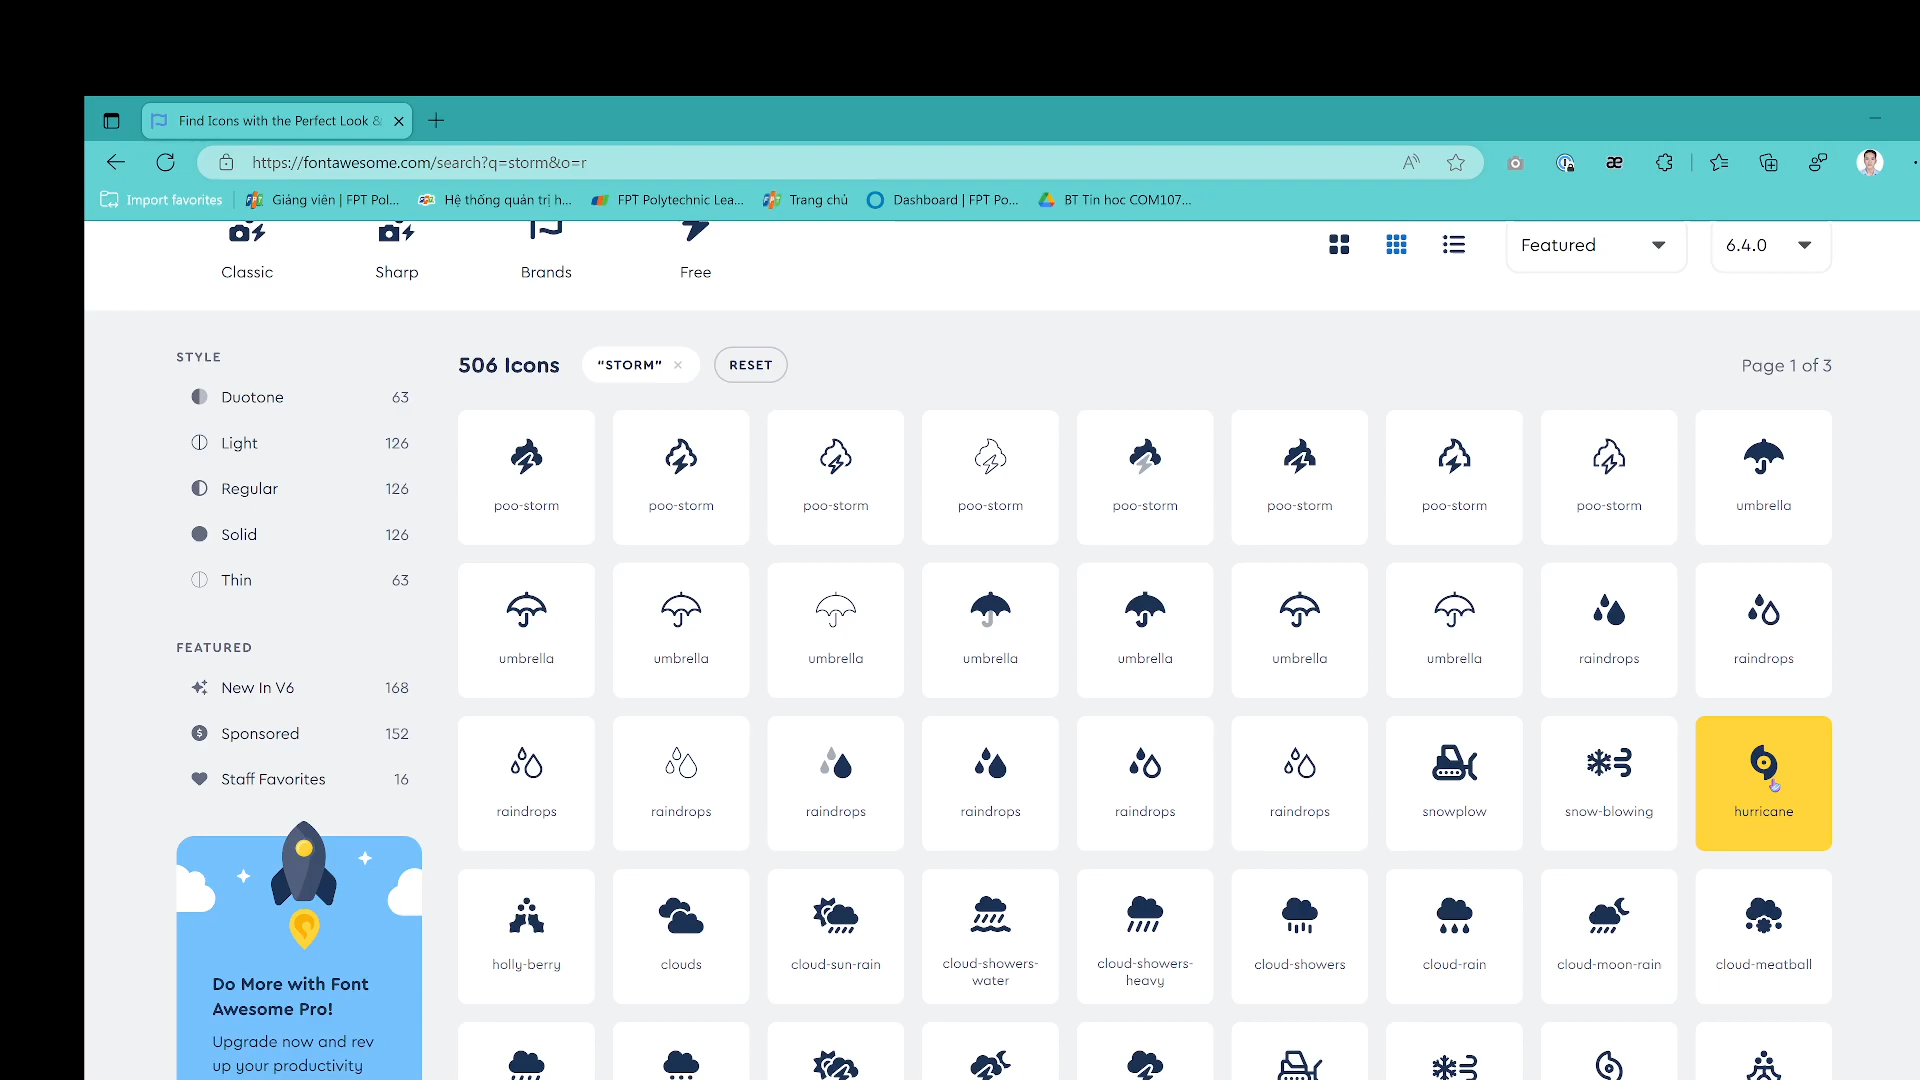 Find Icons with the Perfect Look &
https://fontawesome.com/search?q=storm&o=r
Import favorites
Giảng viên | FPT Pol...
Hệ thống quản trị h...
FPT Polytechnic Lea...
Trang chủ
Dashboard | FPT Po...
BT Tin hoc COM107...
Classic
Sharp
Brands
Free
Featured
6.4.0
STYLE
Duotone 63
Light 126
Regular 126
Solid 126
Thin 63
FEATURED
New In V6 168
Sponsored 152
Staff Favorites 16
Do More with Font
Awesome Pro!
Upgrade now and rev
up your productivity
506 Icons
“STORM” ×
RESET
Page 1 of 3
poo-storm
poo-storm
poo-storm
poo-storm
poo-storm
poo-storm
poo-storm
poo-storm
umbrella
umbrella
umbrella
umbrella
umbrella
umbrella
umbrella
umbrella
raindrops
raindrops
raindrops
raindrops
raindrops
raindrops
raindrops
raindrops
snowplow
snow-blowing
hurricane
holly-berry
clouds
cloud-sun-rain
cloud-showers-
water
cloud-showers-
heavy
cloud-showers
cloud-rain
cloud-moon-rain
cloud-meatball